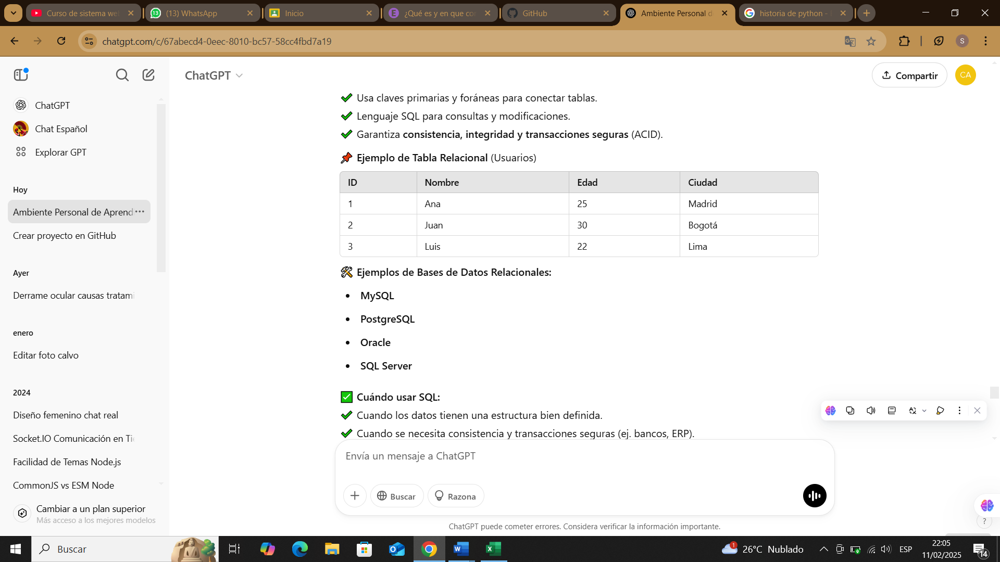 Curso de sistema we
(13) WhatsApp
Inicio
¿Qué es y en que co
GitHub
Ambiente Personal d
historia de python -
chatgpt.com/c/67abecd4-0eec-8010-bc57-58cc4fbd7a19
S
ChatGPT
Compartir
CA
ChatGPT
Chat Español
Explorar GPT
Hoy
Ambiente Personal de Aprend
Crear proyecto en GitHub
Ayer
Derrame ocular causas tratami
enero
Editar foto calvo
2024
Diseño femenino chat real
Socket.IO Comunicación en Tie
Facilidad de Temas Node.js
CommonJS vs ESM Node
Cambiar a un plan superior
Más acceso a los mejores modelos
✔ Usa claves primarias y foráneas para conectar tablas.
✔ Lenguaje SQL para consultas y modificaciones.
✔ Garantiza consistencia, integridad y transacciones seguras (ACID).
📌 Ejemplo de Tabla Relacional (Usuarios)
ID Nombre Edad Ciudad
1 Ana 25 Madrid
2 Juan 30 Bogotá
3 Luis 22 Lima
🛠 Ejemplos de Bases de Datos Relacionales:
• MySQL
• PostgreSQL
• Oracle
• SQL Server
✅ Cuándo usar SQL:
✔ Cuando los datos tienen una estructura bien definida.
✔ Cuando se necesita consistencia y transacciones seguras (ej. bancos, ERP).
Envía un mensaje a ChatGPT
Buscar
Razona
ChatGPT puede cometer errores. Considera verificar la información importante.
?
Buscar
1
26°C Nublado
ESP
22:05
11/02/2025
14